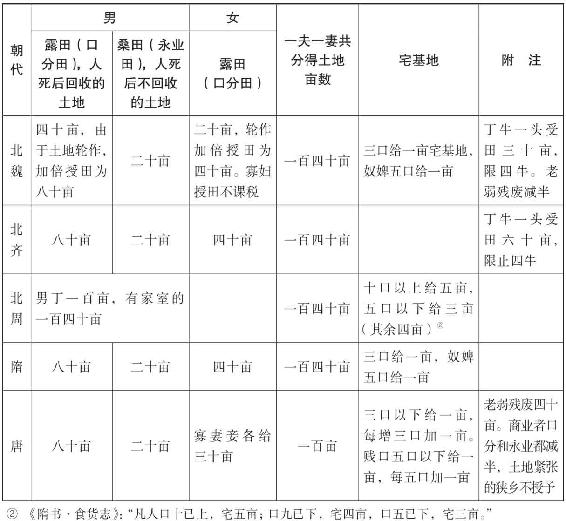 朝代
男
女
一夫一妻共
分得土地
亩数
宅基地
附 注
露田（口
分田），人
死后回收的
土地
桑田（永业
田），人死
后不回收
的土地
露田
（口分田）
北魏
四十亩，由
于土地轮作，
加倍授田为
八十亩
二十亩
二十亩，轮作
加倍授田为
四十亩。寡妇
授田不课税
一百四十亩
三口给一亩宅基地，
奴婢五口给一亩
丁牛一头受
田三十亩，
限四牛。老
弱残废减半
北齐
八十亩
二十亩
四十亩
一百四十亩
丁牛一头受
田六十亩，
限止四牛
北周
男丁一百亩，有家室的
一百四十亩
一百四十亩
十口以上给五亩，
五口以下给三亩
（其余四亩）②
隋
八十亩
二十亩
四十亩
一百四十亩
三口给一亩，奴婢
五口给一亩
唐
八十亩
二十亩
寡妻妾各给
三十亩
一百亩
三口以下给一亩，
每增三口加一亩。
贱口五口以下给一
亩，每五口加一亩
老弱残废四十
亩。商业者口
分和永业都减
半，土地紧张
的狭乡不授予
② 《隋书·食货志》：“凡人口十已上，宅五亩；口九已下，宅四亩，口五已下，宅二亩。”